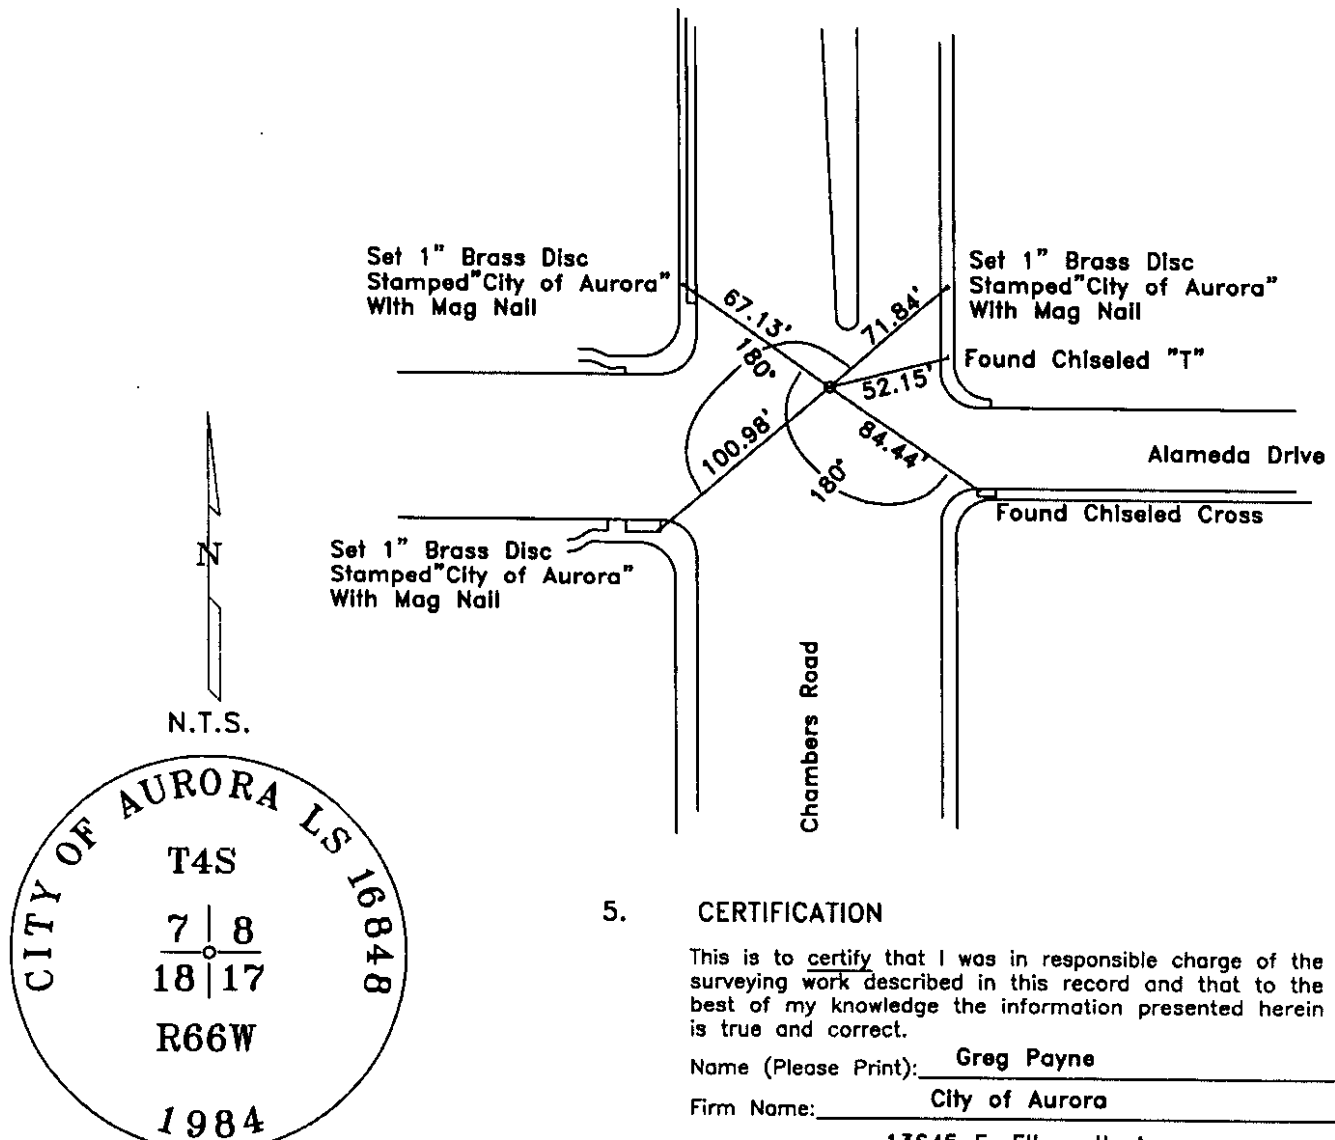 Set 1" Brass Disc
Stamped"City of Aurora"
With Mag Nail
Set 1" Brass Disc
Stamped"City of Aurora"
With Mag Nail
67.13'
71.84'
180°
Found Chiseled "T"
52.15'
100.98'
84.44'
180°
Alameda Drive
Found Chiseled Cross
Set 1" Brass Disc
Stamped"City of Aurora"
With Mag Nail
N
N.T.S.
Chambers Road
CITY OF AURORA LS 16848
T4S
7 | 8
18 | 17
R66W
1984
5. CERTIFICATION
This is to certify that I was in responsible charge of the
surveying work described in this record and that to the
best of my knowledge the information presented herein
is true and correct.
Name (Please Print): Greg Payne
Firm Name: City of Aurora